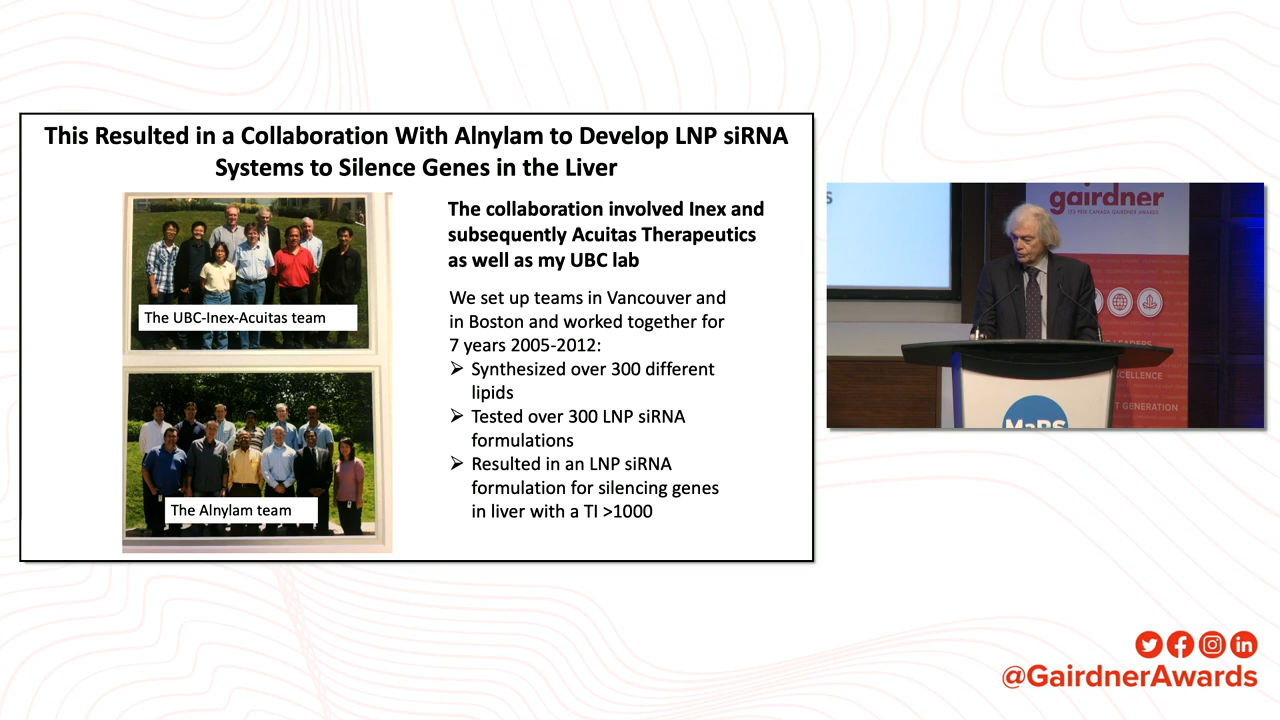 This Resulted in a Collaboration With Alnylam to Develop LNP siRNA
Systems to Silence Genes in the Liver
The collaboration involved Inex and
subsequently Acuitas Therapeutics
as well as my UBC lab
We set up teams in Vancouver and
in Boston and worked together for
7 years 2005-2012:
➢ Synthesized over 300 different
lipids
➢ Tested over 300 LNP siRNA
formulations
➢ Resulted in an LNP siRNA
formulation for silencing genes
in liver with a TI >1000
The UBC-Inex-Acuitas team
The Alnylam team
s
gairdner
LES PRIX CANADA GAIRDNER AWARDS
GENERATION
MaRS
@GairdnerAwards